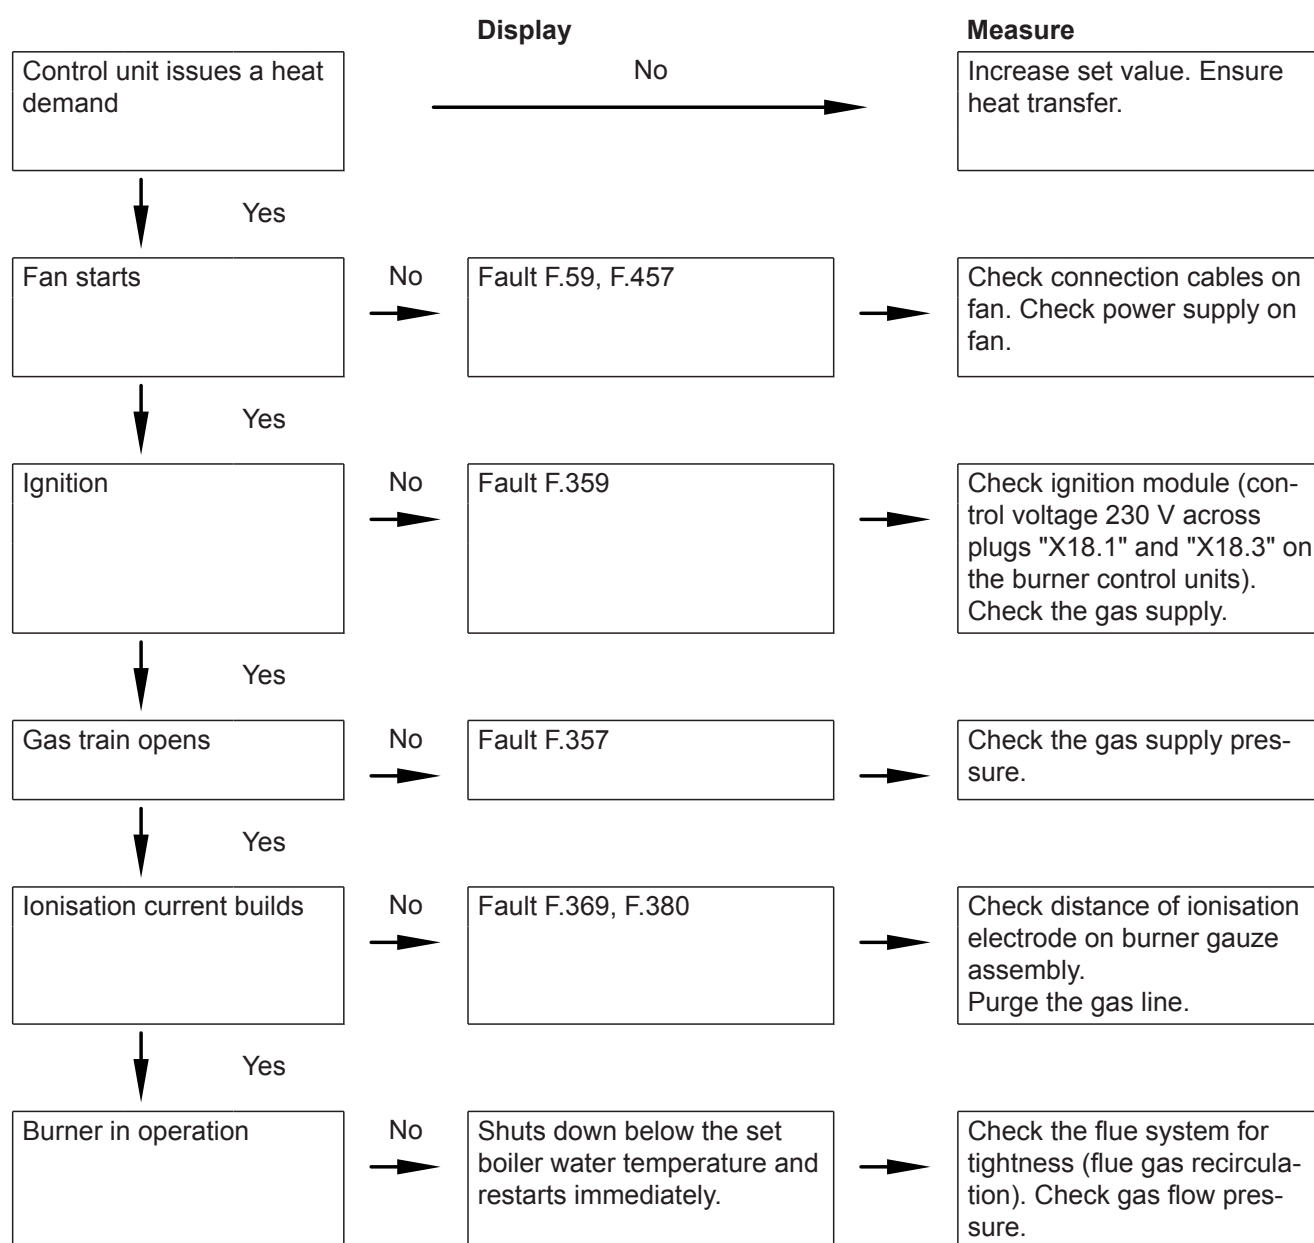 Display
Measure
Control unit issues a heat
demand
No
Increase set value. Ensure
heat transfer.
Yes
Fan starts
No
Fault F.59, F.457
Check connection cables on
fan. Check power supply on
fan.
Yes
Ignition
No
Fault F.359
Check ignition module (con-
trol voltage 230 V across
plugs "X18.1" and "X18.3" on
the burner control units).
Check the gas supply.
Yes
Gas train opens
No
Fault F.357
Check the gas supply pres-
sure.
Yes
Ionisation current builds
No
Fault F.369, F.380
Check distance of ionisation
electrode on burner gauze
assembly.
Purge the gas line.
Yes
Burner in operation
No
Shuts down below the set
boiler water temperature and
restarts immediately.
Check the flue system for
tightness (flue gas recircula-
tion). Check gas flow pres-
sure.